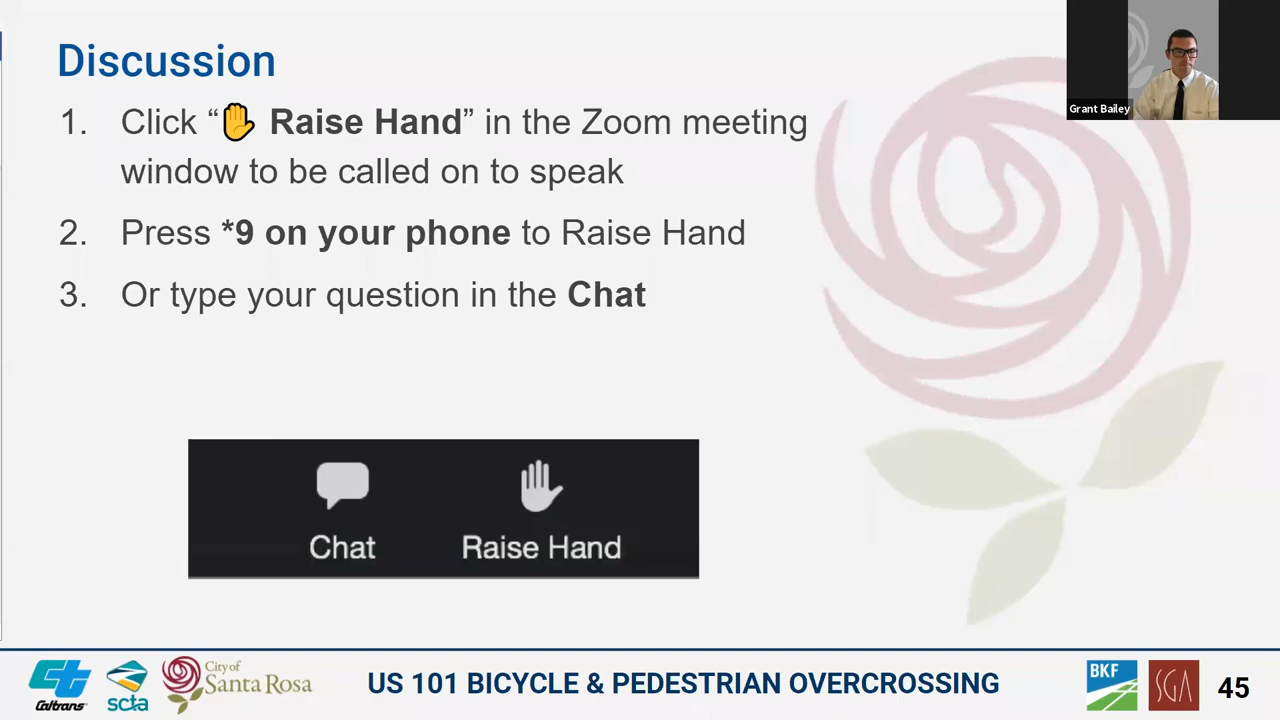 Discussion
1. Click “✋ Raise Hand” in the Zoom meeting
window to be called on to speak
2. Press *9 on your phone to Raise Hand
3. Or type your question in the Chat
Chat
Raise Hand
Grant Bailey
Caltrans
scta
City of
Santa Rosa
US 101 BICYCLE & PEDESTRIAN OVERCROSSING
BKF
SGA
45